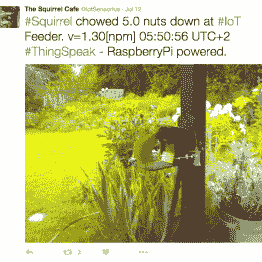 The Squirrel Cafe @IotSensorius · Jul 13
#Squirrel chowed 5.0 nuts down at #IoT
Feeder. v=1.30[npm] 05:50:56 UTC+2
#ThingSpeak - RaspberryPi powered.
3